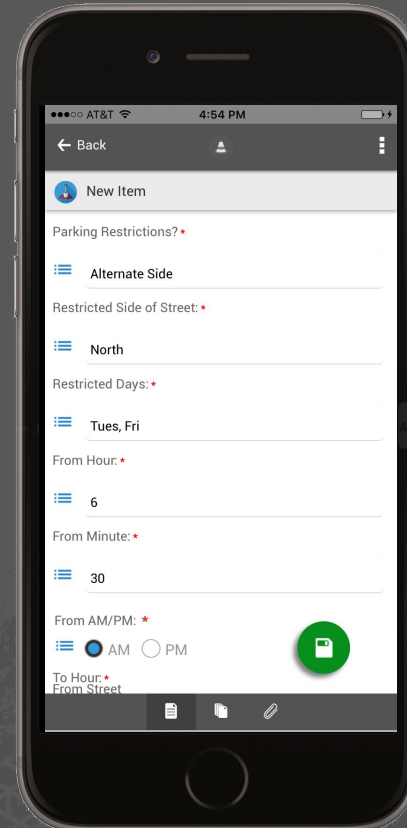 AT&T 4:54 PM
Back
New Item
Parking Restrictions? *
Alternate Side
Restricted Side of Street: *
North
Restricted Days: *
Tues, Fri
From Hour: *
6
From Minute: *
30
From AM/PM: *
AM PM
To Hour: *
From Street